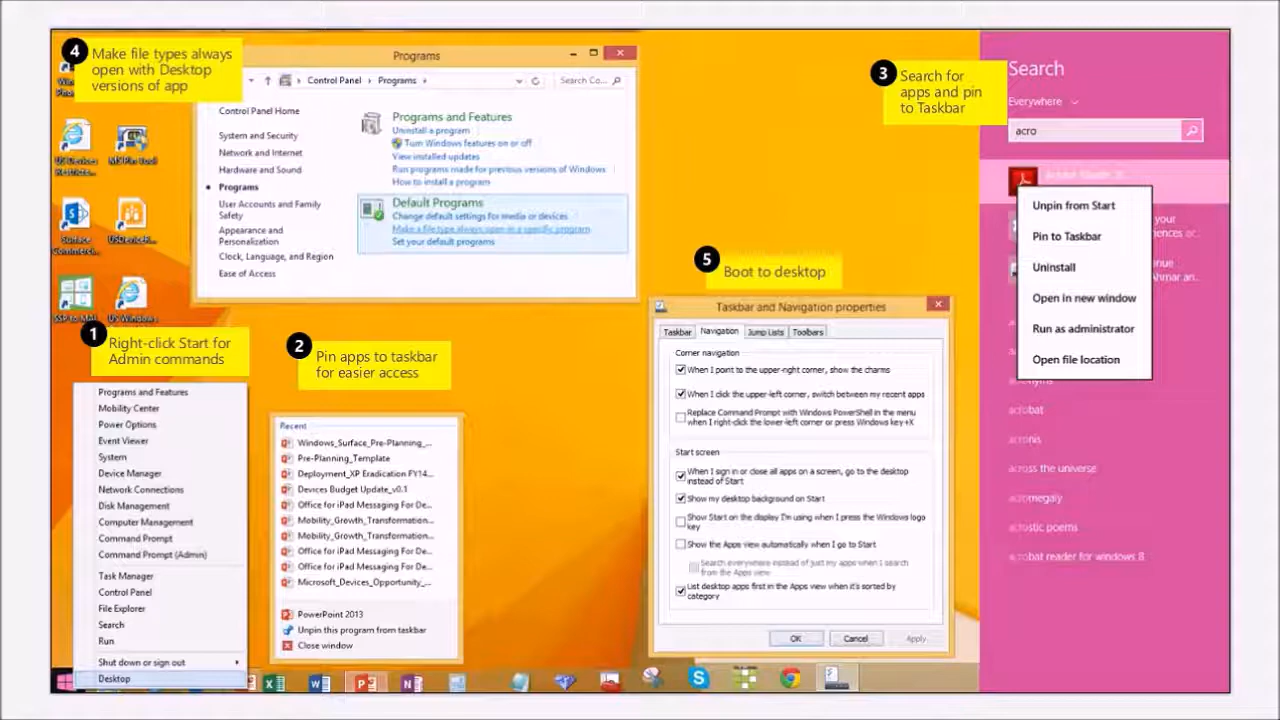 4
Make file types always
open with Desktop
versions of app
Programs
Control Panel
Programs
Search Co...
Control Panel Home
System and Security
Network and Internet
Hardware and Sound
Programs
User Accounts and Family
Safety
Appearance and
Personalization
Clock, Language, and Region
Ease of Access
Programs and Features
Uninstall a program
Turn Windows features on or off
View installed updates
Run programs made for previous versions of Windows
How to install a program
Default Programs
Change default settings for media or devices
Make a file type always open in a specific program
Set your default programs
US Devices
Surface
Commerc...
US Windows
1
Right-click Start for
Admin commands
Programs and Features
Mobility Center
Power Options
Event Viewer
System
Device Manager
Network Connections
Disk Management
Computer Management
Command Prompt
Command Prompt (Admin)
Task Manager
Control Panel
File Explorer
Search
Run
Shut down or sign out
Desktop
2
Pin apps to taskbar
for easier access
Recent
Windows_Surface_Pre-Planning_...
Pre-Planning_Template
Deployment_XP Eradication FY14...
Devices Budget Update_v0.1
Office for iPad Messaging For De...
Mobility_Growth_Transformation...
Mobility_Growth_Transformation...
Office for iPad Messaging For De...
Office for iPad Messaging For De...
Microsoft_Devices_Opportunity_...
PowerPoint 2013
Unpin this program from taskbar
Close window
5
Boot to desktop
Taskbar and Navigation properties
Taskbar
Navigation
Jump Lists
Toolbars
Corner navigation
When I point to the upper-right corner, show the charms
When I click the upper-left corner, switch between my recent apps
Replace Command Prompt with Windows PowerShell in the menu
when I right-click the lower-left corner or press Windows key+X
Start screen
When I sign in or close all apps on a screen, go to the desktop
instead of Start
Show my desktop background on Start
Show Start on the display I'm using when I press the Windows logo
key
Show the Apps view automatically when I go to Start
Search everywhere instead of just my apps when I search
from the Apps view
List desktop apps first in the Apps view when it's sorted by
category
OK
Cancel
Apply
3
Search for
apps and pin
to Taskbar
Search
Everywhere
acro
Unpin from Start
Pin to Taskbar
Uninstall
Open in new window
Run as administrator
Open file location
your
acrobat
acronis
across the universe
acromegaly
acrostic poems
acrobat reader for windows 8